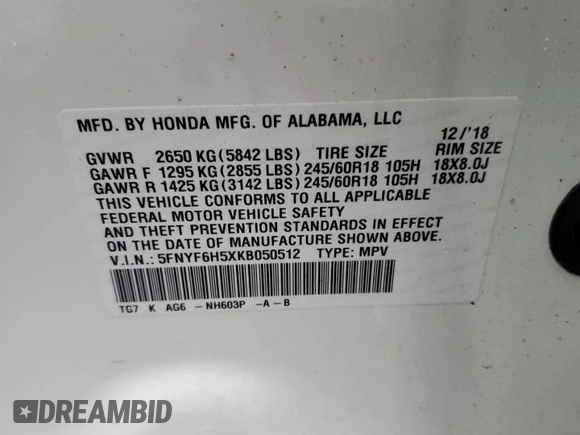 MFD. BY HONDA MFG. OF ALABAMA, LLC
12/'18
GVWR 2650 KG(5842 LBS) TIRE SIZE RIM SIZE
GAWR F 1295 KG(2855 LBS)245/60R18 105H 18X8.0J
GAWR R 1425 KG(3142 LBS)245/60R18 105H 18X8.0J
THIS VEHICLE CONFORMS TO ALL APPLICABLE
FEDERAL MOTOR VEHICLE SAFETY
AND THEFT PREVENTION STANDARDS IN EFFECT
ON THE DATE OF MANUFACTURE SHOWN ABOVE.
V.I.N.: 5FNYF6H5XKB050512 TYPE: MPV
TG7 K AG6 -NH603P -A-B
DREAMBID